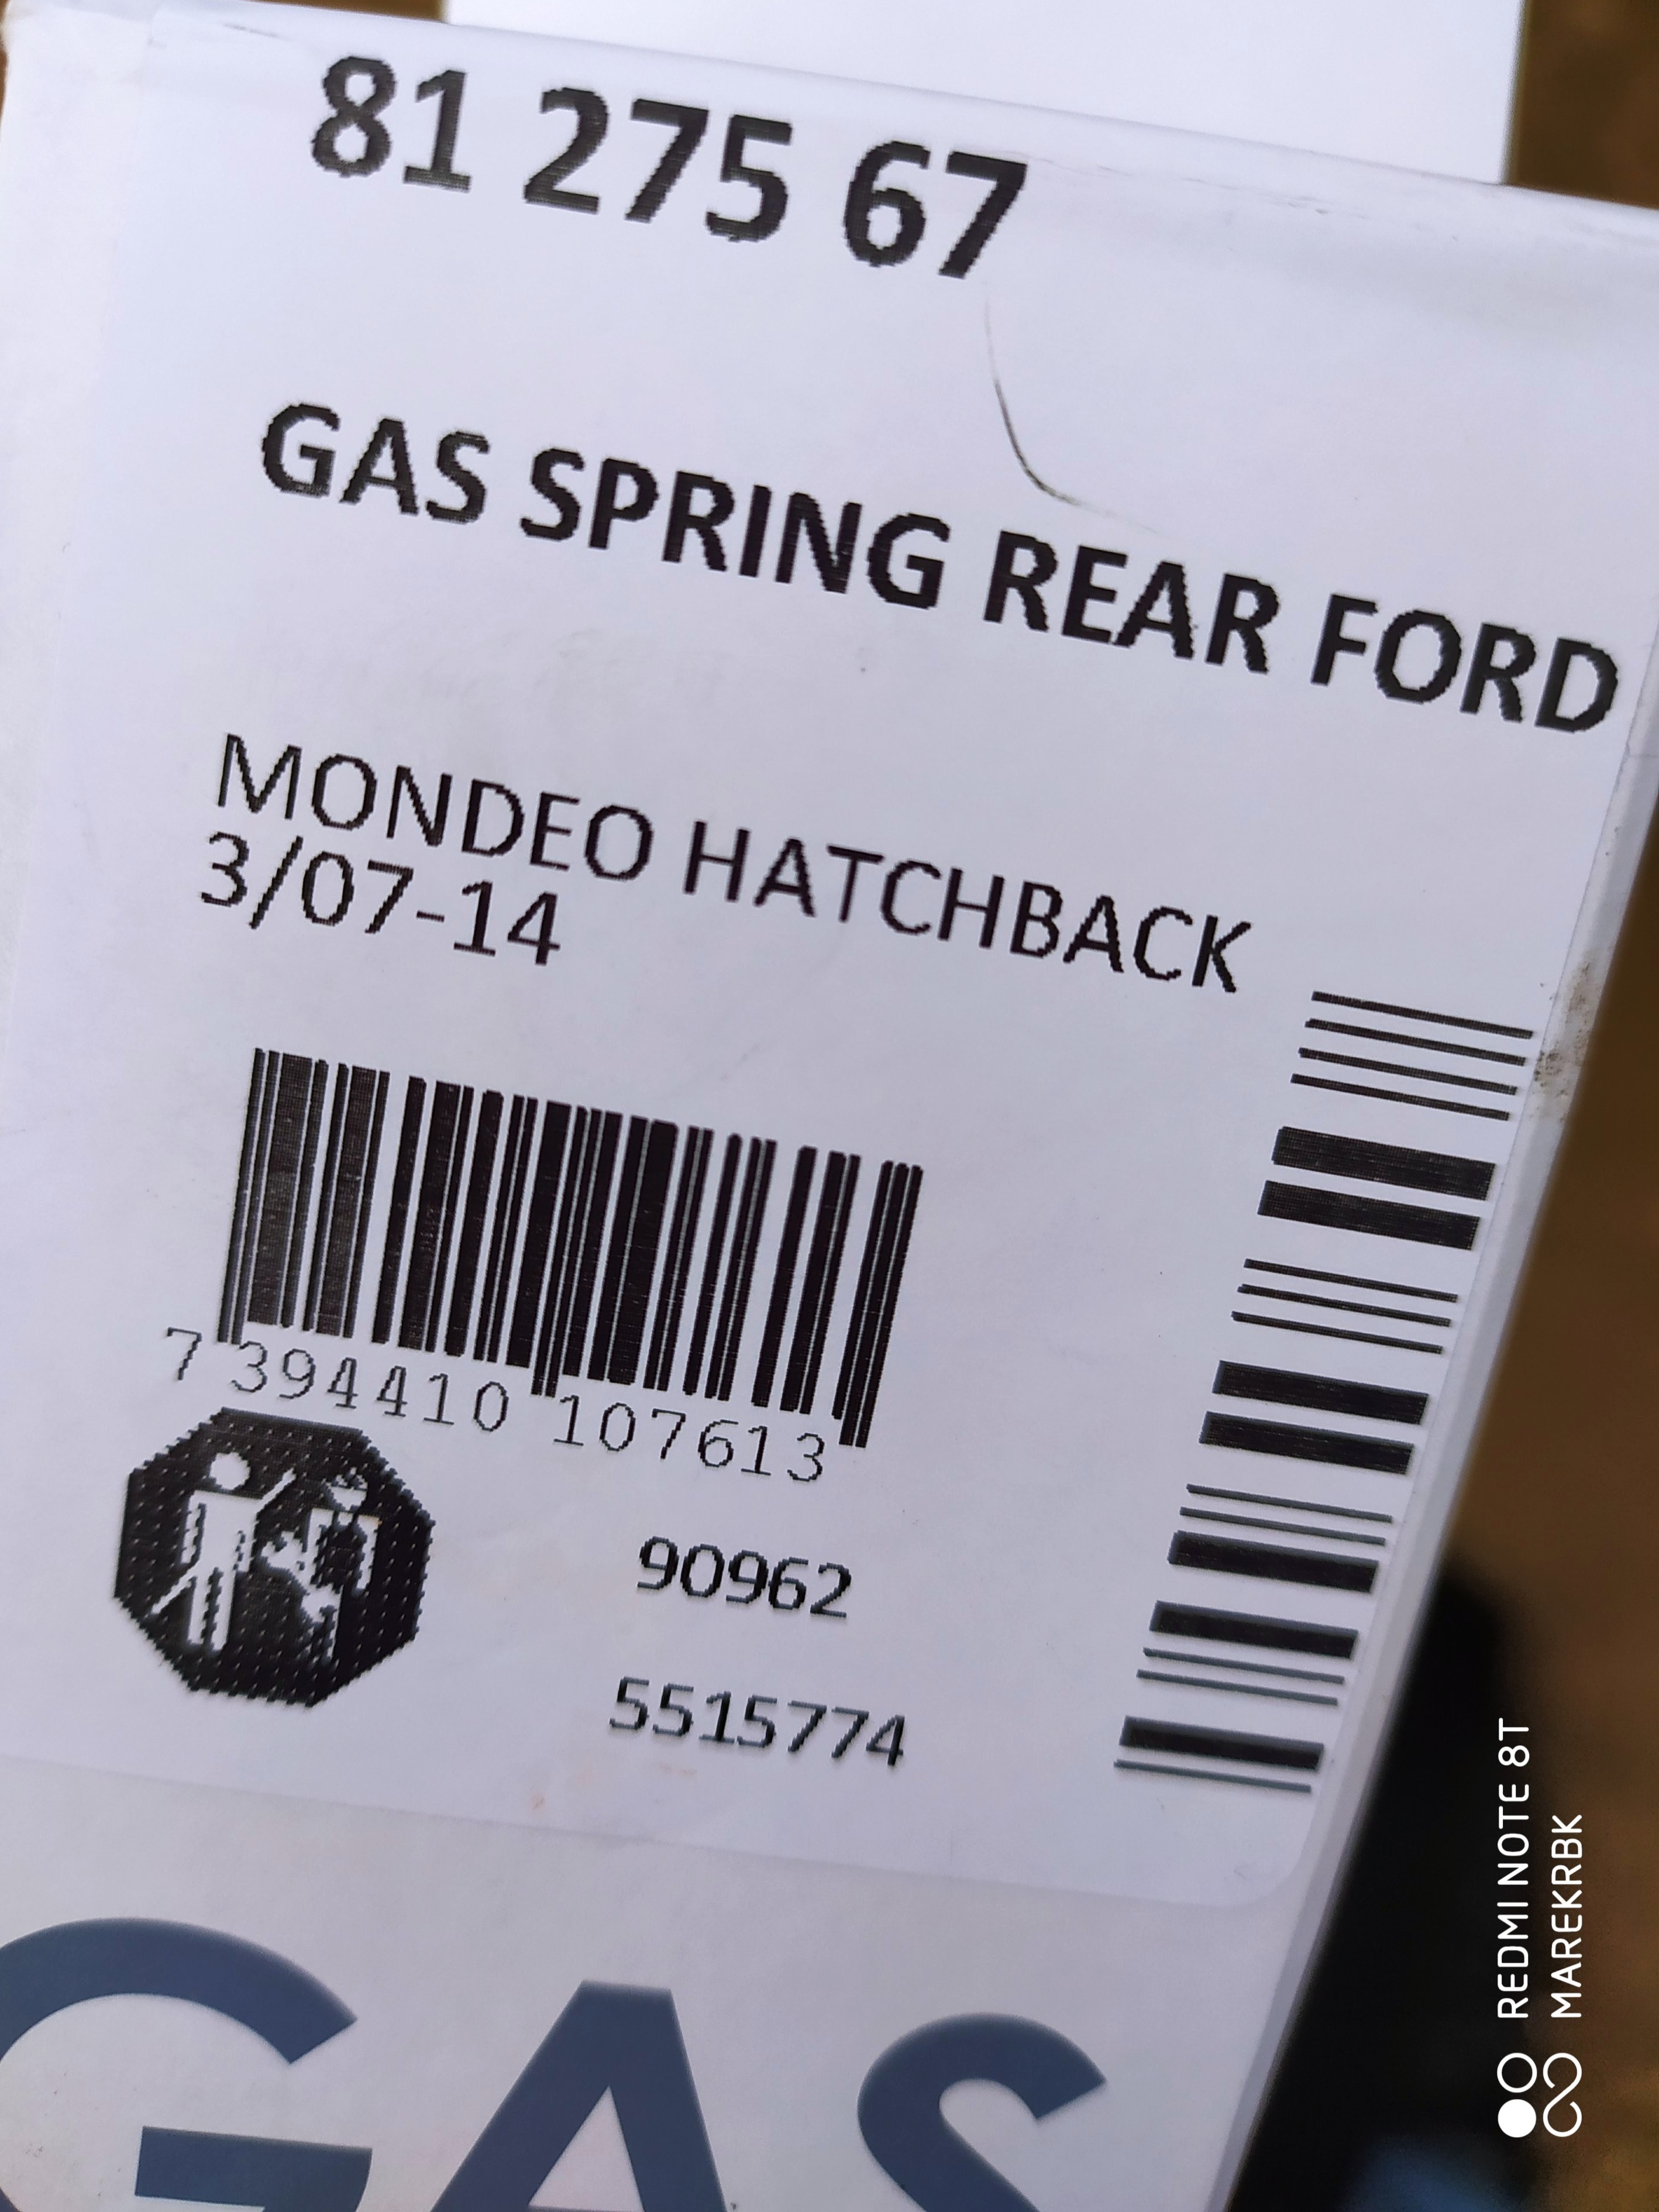 81 275 67
GAS SPRING REAR FORD
MONDEO HATCHBACK
3/07-14
7 394410 107613
90962
5515774
GAS
REDMI NOTE 8T
MAREKRBK